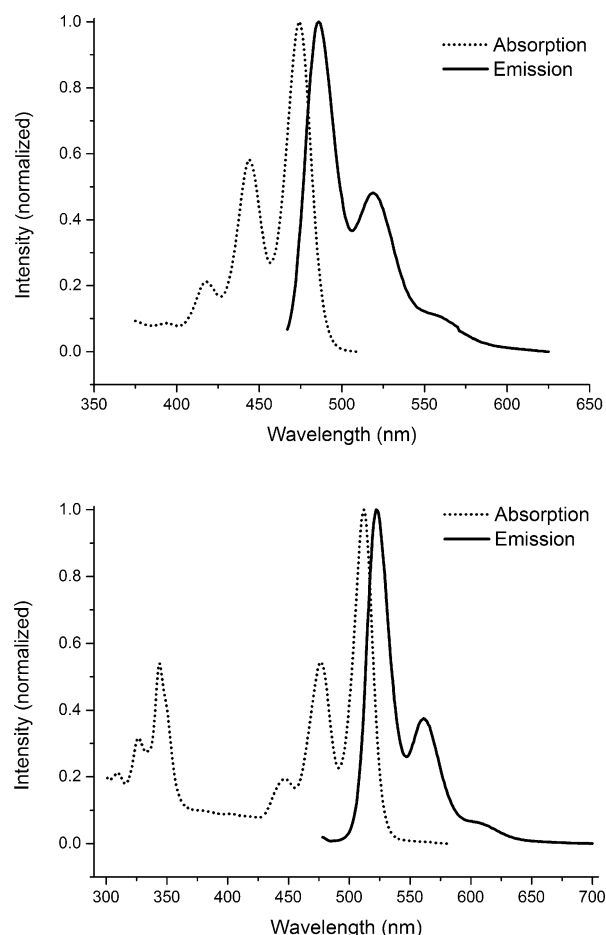 Absorption
Emission
Intensity (normalized)
1.0
0.8
0.6
0.4
0.2
0.0
350 400 450 500 550 600 650
Wavelength (nm)
Absorption
Emission
Intensity (normalized)
1.0
0.8
0.6
0.4
0.2
0.0
300 350 400 450 500 550 600 650 700
Wavelength (nm)